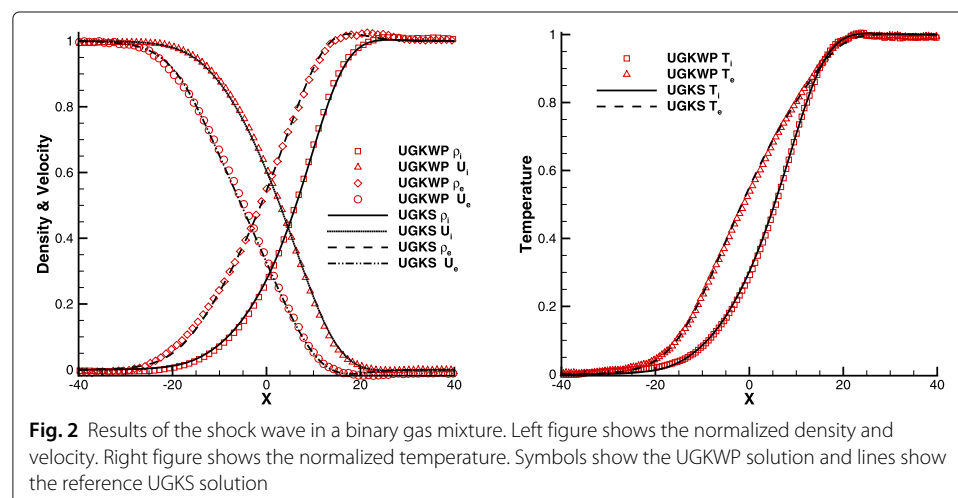 Density & Velocity
1
0.8
0.6
0.4
0.2
0
-40
-20
0
20
40
X
UGKWP ρi
UGKWP Ui
UGKWP ρe
UGKWP Ue
UGKS ρi
UGKS Ui
UGKS ρe
UGKS Ue
Temperature
1
0.8
0.6
0.4
0.2
0
-40
-20
0
20
40
X
UGKWP Ti
UGKWP Te
UGKS Ti
UGKS Te
Fig. 2 Results of the shock wave in a binary gas mixture. Left figure shows the normalized density and
velocity. Right figure shows the normalized temperature. Symbols show the UGKWP solution and lines show
the reference UGKS solution